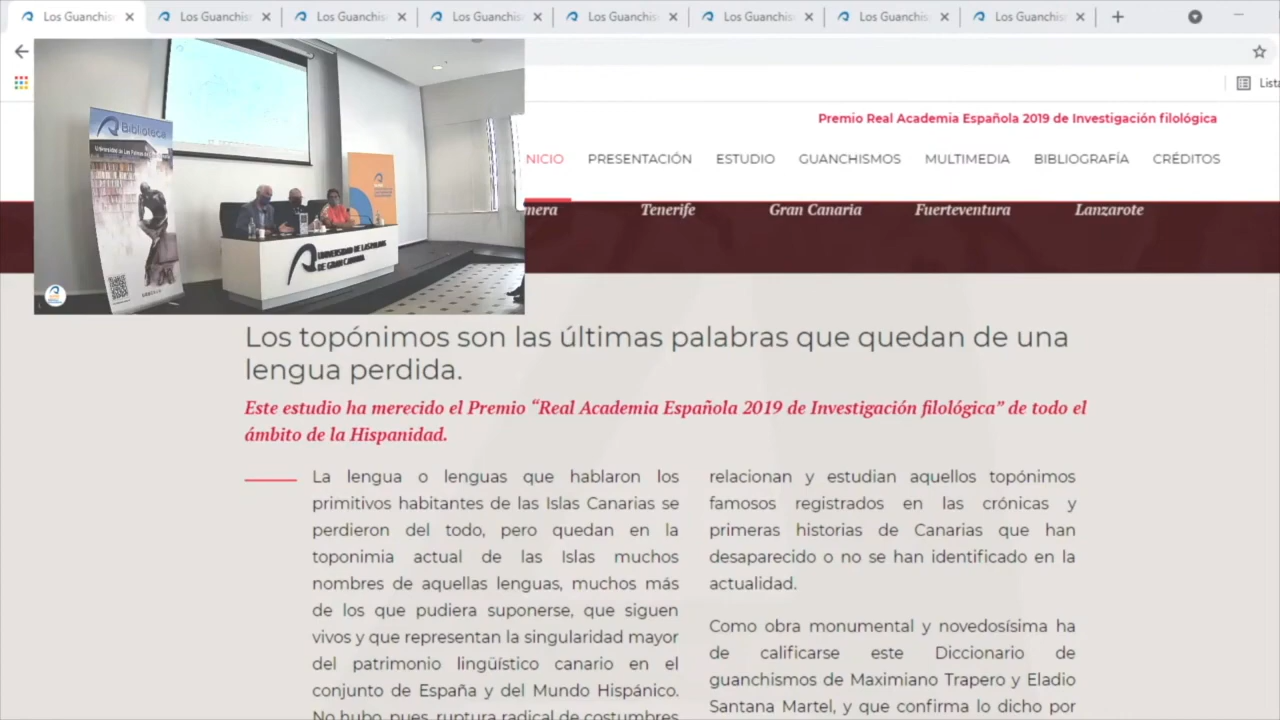 Los Guanchis
Los Guanchis
Los Guanchis
Los Guanchis
Los Guanchis
Los Guanchis
Los Guanchis
Los Guanchis
Lista
Premio Real Academia Española 2019 de Investigación filológica
NICIO PRESENTACIÓN ESTUDIO GUANCHISMOS MULTIMEDIA BIBLIOGRAFÍA CRÉDITOS
mera Tenerife Gran Canaria Fuerteventura Lanzarote
Biblioteca
UNIVERSIDAD DE LAS PALMAS
DE GRAN CANARIA
Los topónimos son las últimas palabras que quedan de una
lengua perdida.
Este estudio ha merecido el Premio “Real Academia Española 2019 de Investigación filológica” de todo el
ámbito de la Hispanidad.
La lengua o lenguas que hablaron los
primitivos habitantes de las Islas Canarias se
perdieron del todo, pero quedan en la
toponimia actual de las Islas muchos
nombres de aquellas lenguas, muchos más
de los que pudiera suponerse, que siguen
vivos y que representan la singularidad mayor
del patrimonio lingüístico canario en el
conjunto de España y del Mundo Hispánico.
No hubo, pues, ruptura radical de costumbres
relacionan y estudian aquellos topónimos
famosos registrados en las crónicas y
primeras historias de Canarias que han
desaparecido o no se han identificado en la
actualidad.
Como obra monumental y novedosísima ha
de calificarse este Diccionario de
guanchismos de Maximiano Trapero y Eladio
Santana Martel, y que confirma lo dicho por